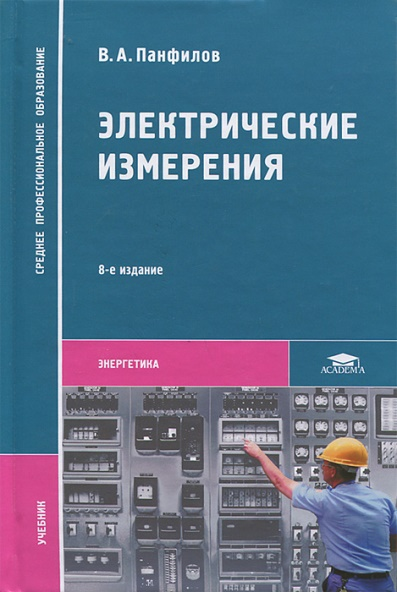 В. А. Панфилов
ЭЛЕКТРИЧЕСКИЕ
ИЗМЕРЕНИЯ
8-е издание
ЭНЕРГЕТИКА
ACADEMA
СРЕДНЕЕ ПРОФЕССИОНАЛЬНОЕ ОБРАЗОВАНИЕ
УЧЕБНИК